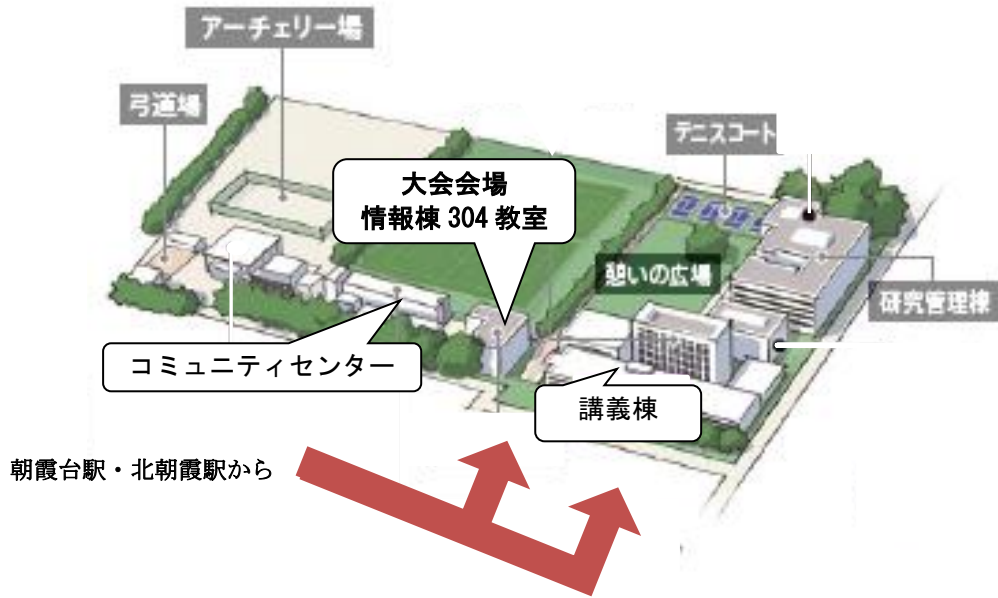 アーチェリー場
弓道場
テニスコート
大会会場
情報棟 304 教室
憩いの広場
研究管理棟
コミュニティセンター
講義棟
朝霞台駅・北朝霞駅から